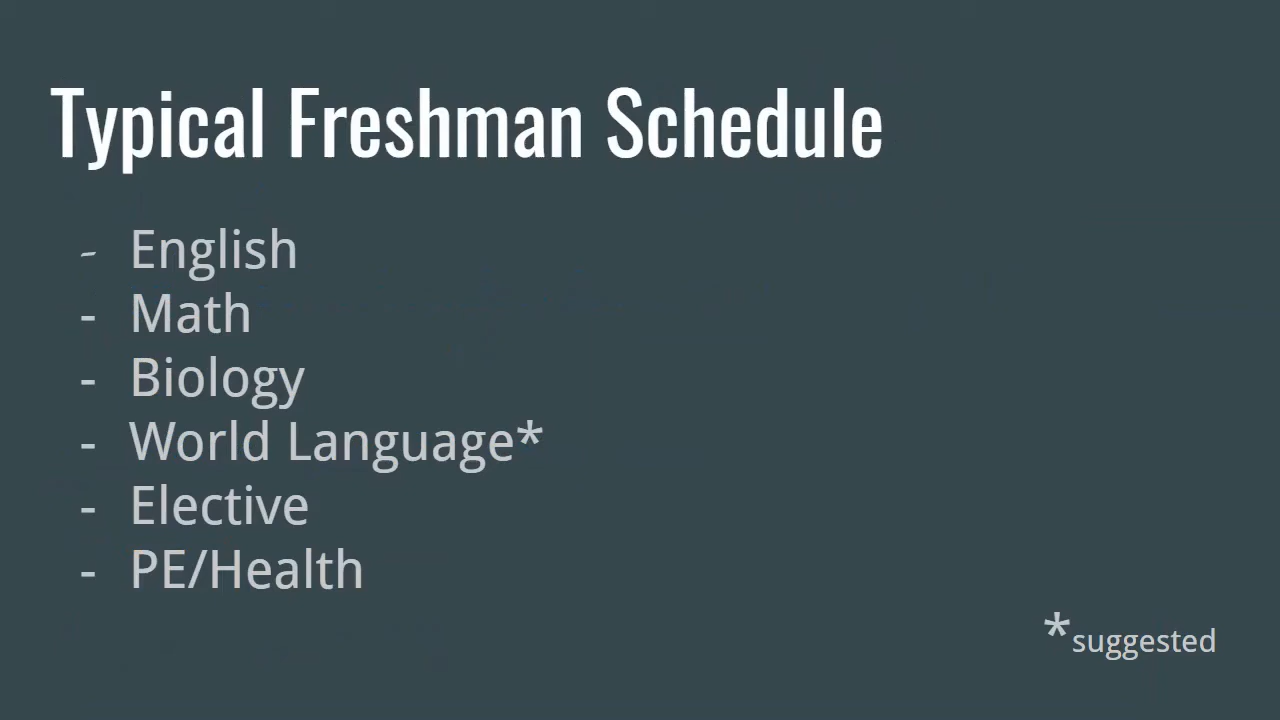 Typical Freshman Schedule
- English
- Math
- Biology
- World Language*
- Elective
- PE/Health
*suggested